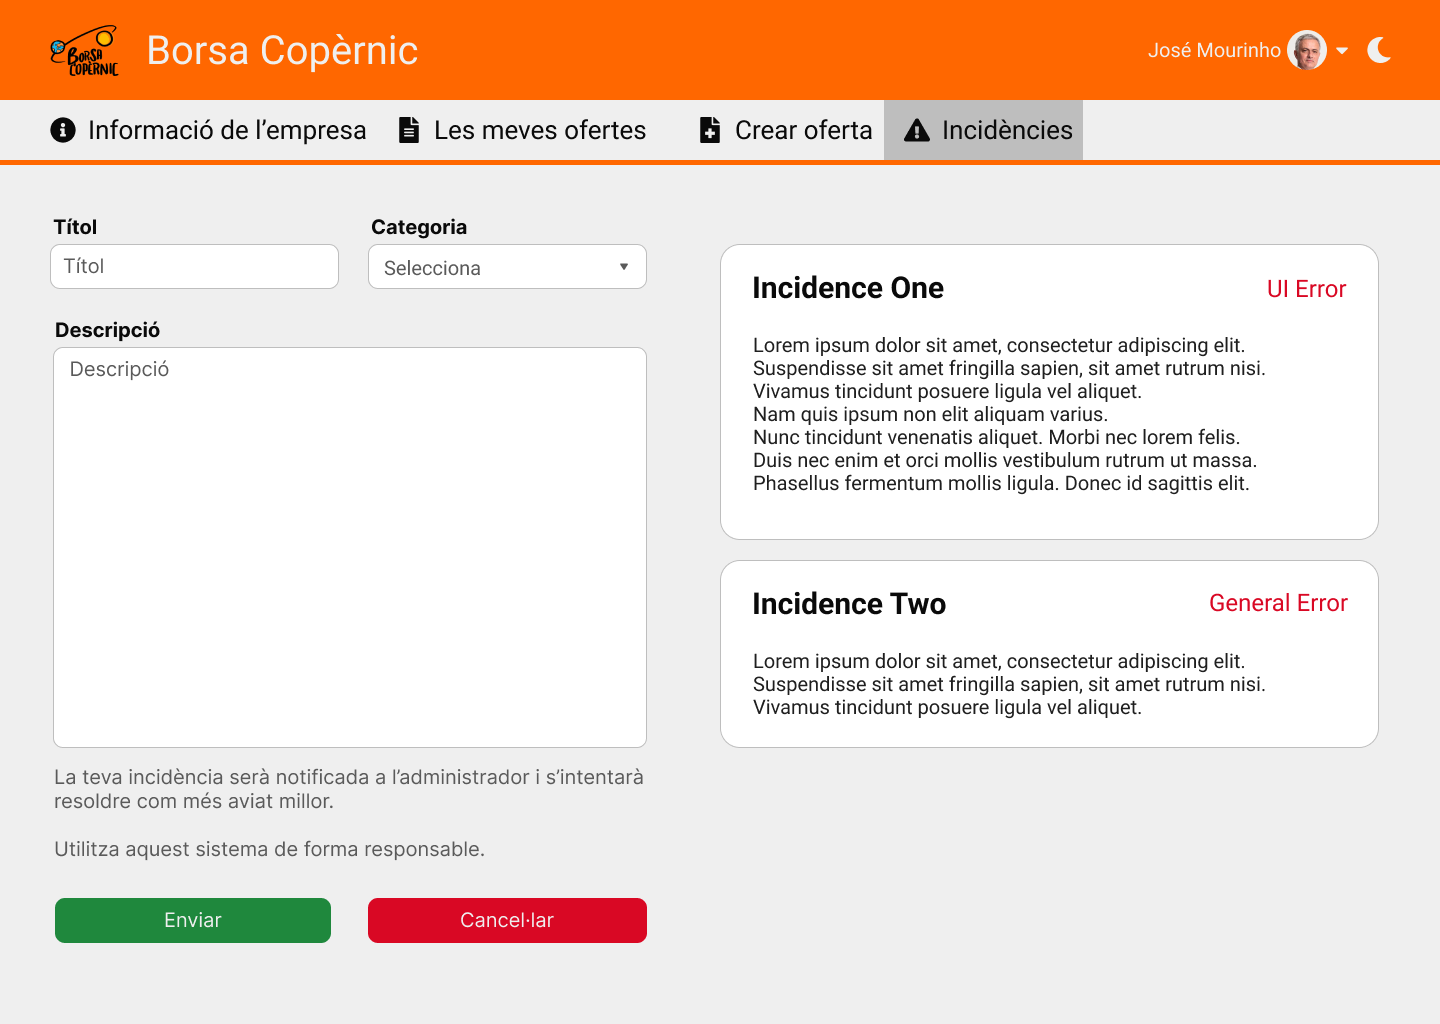 BORSA
COPÈRNIC
Borsa Copèrnic
José Mourinho
Informació de l’empresa
Les meves ofertes
Crear oferta
Incidències
Títol
Categoria
Títol
Selecciona
Descripció
Descripció
La teva incidència serà notificada a l’administrador i s’intentarà
resoldre com més aviat millor.
Utilitza aquest sistema de forma responsable.
Enviar
Cancel·lar
Incidence One
UI Error
Lorem ipsum dolor sit amet, consectetur adipiscing elit.
Suspendisse sit amet fringilla sapien, sit amet rutrum nisi.
Vivamus tincidunt posuere ligula vel aliquet.
Nam quis ipsum non elit aliquam varius.
Nunc tincidunt venenatis aliquet. Morbi nec lorem felis.
Duis nec enim et orci mollis vestibulum rutrum ut massa.
Phasellus fermentum mollis ligula. Donec id sagittis elit.
Incidence Two
General Error
Lorem ipsum dolor sit amet, consectetur adipiscing elit.
Suspendisse sit amet fringilla sapien, sit amet rutrum nisi.
Vivamus tincidunt posuere ligula vel aliquet.